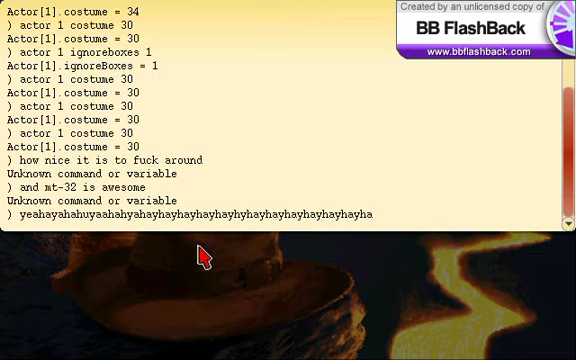 Actor[1].costume = 34
) actor 1 costume 30
Actor[1].costume = 30
) actor 1 ignoreboxes 1
Actor[1].ignoreBoxes = 1
) actor 1 costume 30
Actor[1].costume = 30
) actor 1 costume 30
Actor[1].costume = 30
) actor 1 costume 30
Actor[1].costume = 30
) how nice it is to fuck around
Unknown command or variable
) and mt-32 is awesome
Unknown command or variable
) yeahayahahuyaahahyahayhayhayhayhayhayhyhayhayhayhayhayhayha
Created by an unlicensed copy of
BB FlashBack
www.bbflashback.com